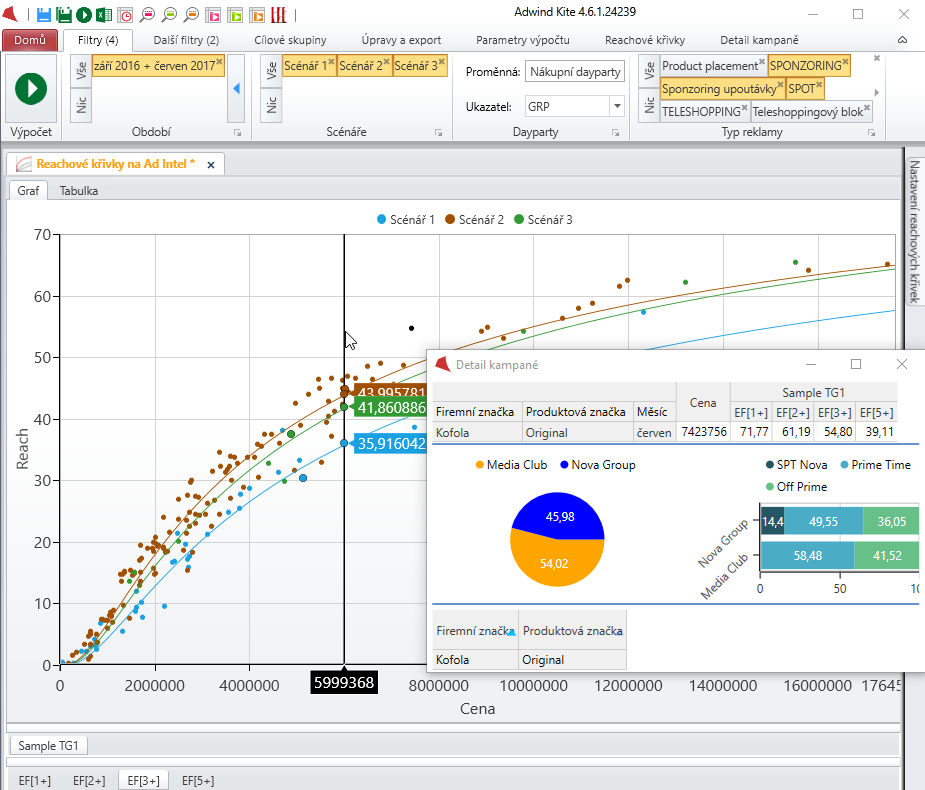 Adwind Kite 4.6.1.24239
Domů Filtry (4) Další filtry (2) Cílové skupiny Úpravy a export Parametry výpočtu Reachové křivky Detail kampaně
Vše září 2016 + červen 2017 Vše Scénář 1 Scénář 2 Scénář 3 Proměnná: Nákupní dayparty Vše Product placement SPONZORING
Sponzoring upoutávky SPOT
Nic Nic Ukazatel: GRP Nic TELESHOPPING Teleshoppingový blok
Výpočet Období Scénáře Dayparty Typ reklamy
Reachové křivky na Ad Intel * x
Graf Tabulka
Nastavení reachových křivek
Scénář 1 Scénář 2 Scénář 3
70
60
50
40
30
20
10
0
Reach
43,995781
41,860886
35,916042
0 2000000 4000000 5999368 8000000 10000000 12000000 14000000 16000000 17645
Cena
Detail kampaně
Firemní značka Produktová značka Měsíc Cena Sample TG1
EF[1+] EF[2+] EF[3+] EF[5+]
Kofola Original červen 7423756 71,77 61,19 54,80 39,11
Media Club Nova Group
45,98
54,02
SPT Nova Prime Time
Off Prime
Nova Group 14,4 49,55 36,05
Media Club 58,48 41,52
0 50 10
Firemní značka Produktová značka
Kofola Original
Sample TG1
EF[1+] EF[2+] EF[3+] EF[5+]